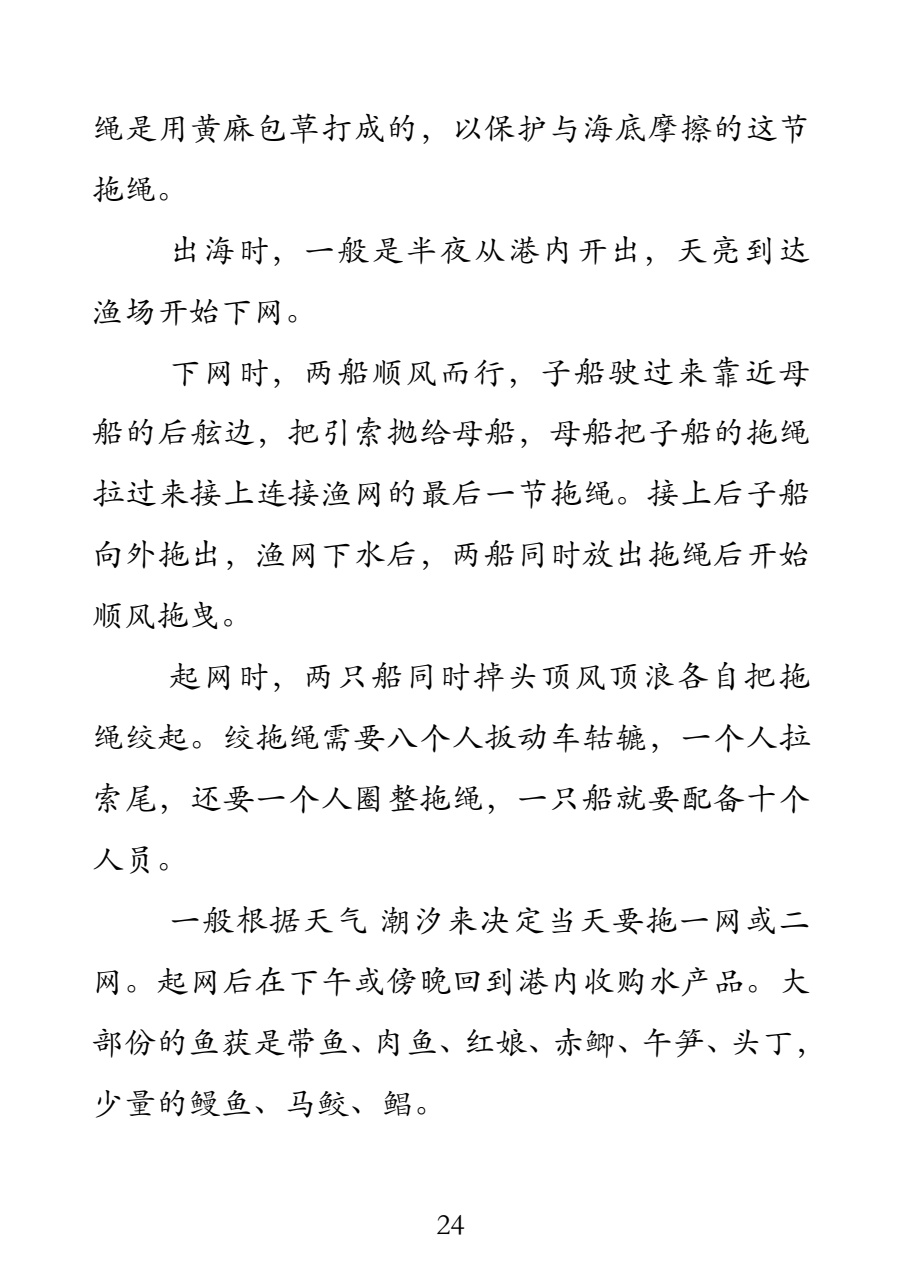 绳是用黄麻包草打成的，以保护与海底摩擦的这节
拖绳。
出海时，一般是半夜从港内开出，天亮到达
渔场开始下网。
下网时，两船顺风而行，子船驶过来靠近母
船的后舷边，把引索抛给母船，母船把子船的拖绳
拉过来接上连接渔网的最后一节拖绳。接上后子船
向外拖出，渔网下水后，两船同时放出拖绳后开始
顺风拖曳。
起网时，两只船同时掉头顶风顶浪各自把拖
绳绞起。绞拖绳需要八个人扳动车轱辘，一个人拉
索尾，还要一个人圈整拖绳，一只船就要配备十个
人员。
一般根据天气 潮汐来决定当天要拖一网或二
网。起网后在下午或傍晚回到港内收购水产品。大
部份的鱼获是带鱼、肉鱼、红娘、赤鲫、午笋、头丁，
少量的鳗鱼、马鲛、鲳。
24